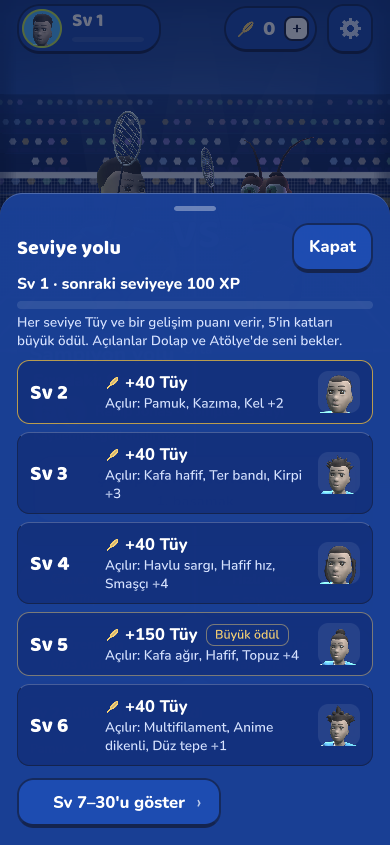 Sv 1
0
+
Seviye yolu
Kapat
Sv 1 · sonraki seviyeye 100 XP
Her seviye Tüy ve bir gelişim puanı verir, 5'in katları
büyük ödül. Açılanlar Dolap ve Atölye'de seni bekler.
Sv 2
+40 Tüy
Açılır: Pamuk, Kazıma, Kel +2
Sv 3
+40 Tüy
Açılır: Kafa hafif, Ter bandı, Kirpi
+3
Sv 4
+40 Tüy
Açılır: Havlu sargı, Hafif hız,
Smaşçı +4
Sv 5
+150 Tüy Büyük ödül
Açılır: Kafa ağır, Hafif, Topuz +4
Sv 6
+40 Tüy
Açılır: Multifilament, Anime
dikenli, Düz tepe +1
Sv 7–30'u göster ›